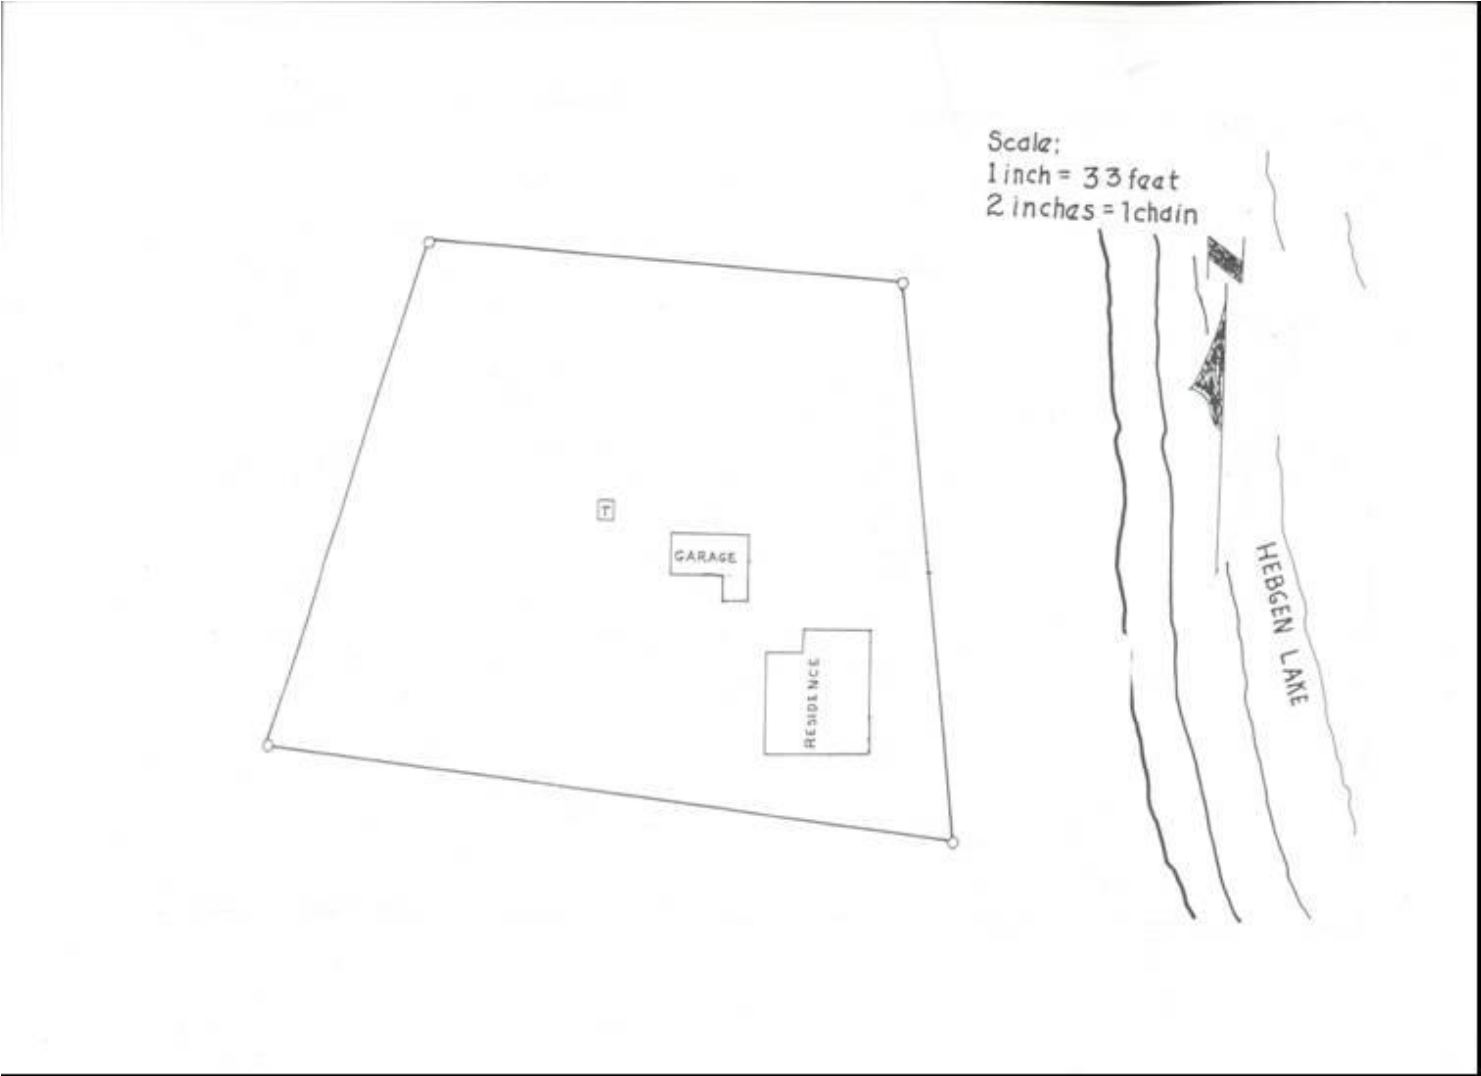 Scale:
1 inch = 33 feet
2 inches = 1 chain
T
GARAGE
RESIDENCE
HEBGEN LAKE